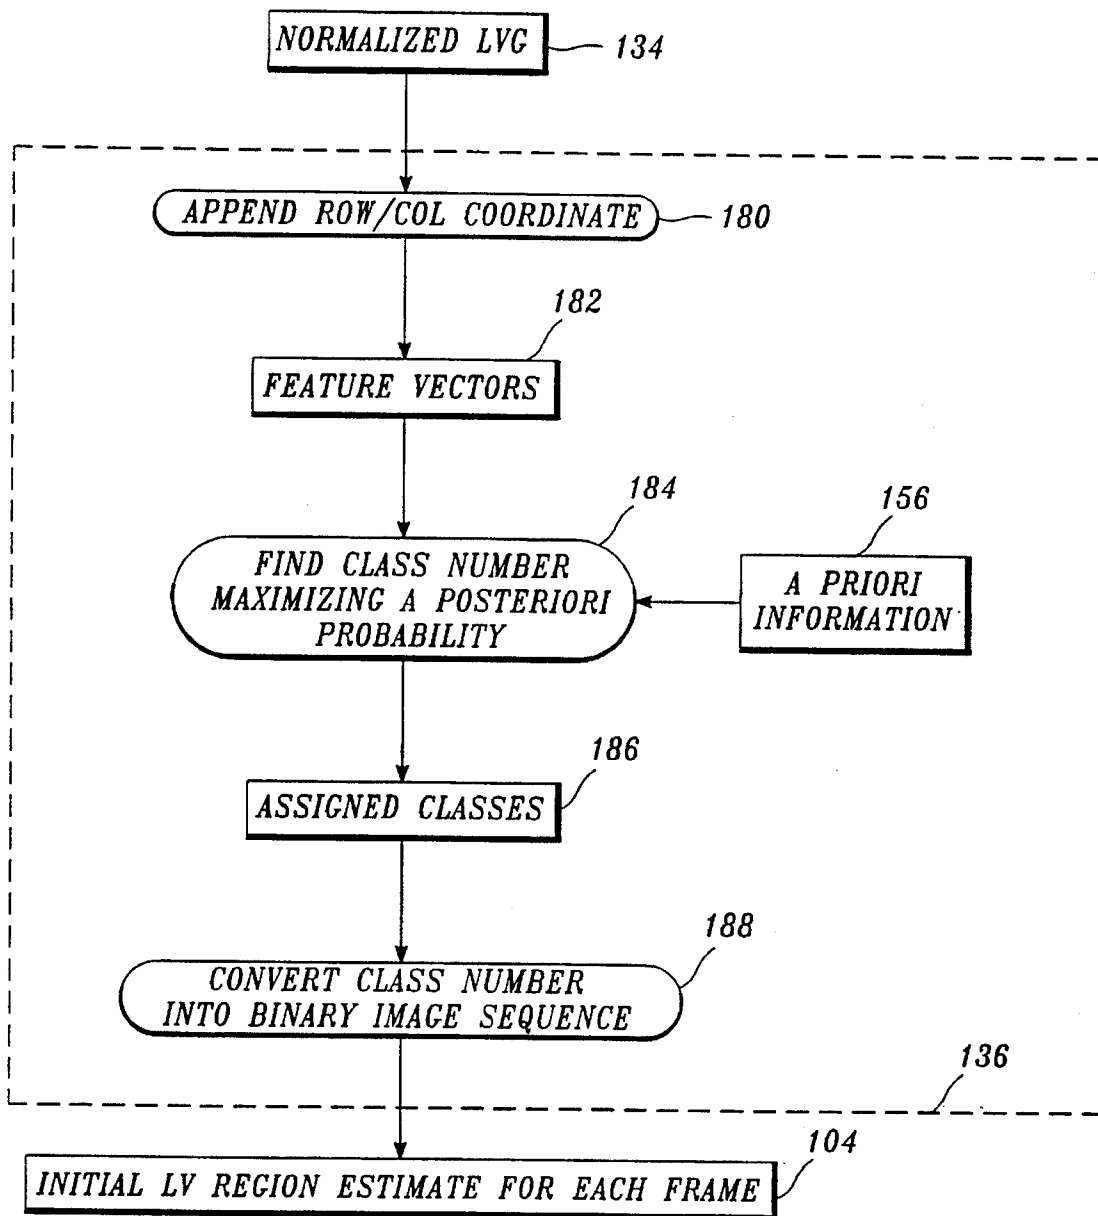 NORMALIZED LVG
134
APPEND ROW/COL COORDINATE
180
182
FEATURE VECTORS
184
156
FIND CLASS NUMBER
MAXIMIZING A POSTERIORI
PROBABILITY
A PRIORI
INFORMATION
186
ASSIGNED CLASSES
188
CONVERT CLASS NUMBER
INTO BINARY IMAGE SEQUENCE
136
104
INITIAL LV REGION ESTIMATE FOR EACH FRAME